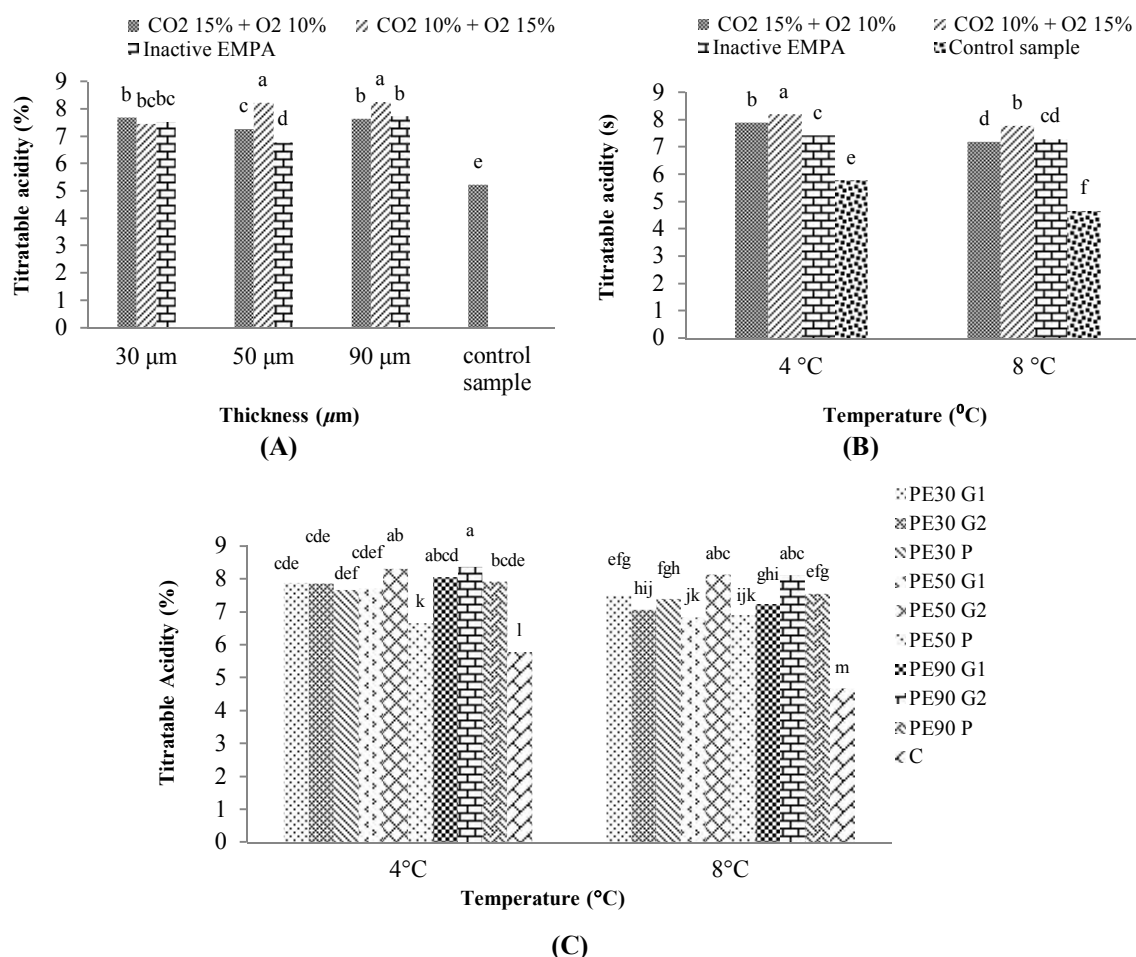 CO2 15% + O2 10% CO2 10% + O2 15%
Inactive EMPA
Titratable acidity (%)
9
8
7
6
5
4
3
2
1
0
b bc bc c a d b a b e
30 μm 50 μm 90 μm control
sample
Thickness (μm)
(A)
CO2 15% + O2 10% CO2 10% + O2 15%
Inactive EMPA Control sample
Titratable acidity (s)
9
8
7
6
5
4
3
2
1
0
b a c e d b cd f
4 °C 8 °C
Temperature (⁰C)
(B)
Titratable Acidity (%)
9
8
7
6
5
4
3
2
1
0
cde cde def cdef ab k abcd a bcde l
efg hij fgh jk abc ijk ghi abc efg m
4°C 8°C
Temperature (°C)
PE30 G1
PE30 G2
PE30 P
PE50 G1
PE50 G2
PE50 P
PE90 G1
PE90 G2
PE90 P
C
(C)